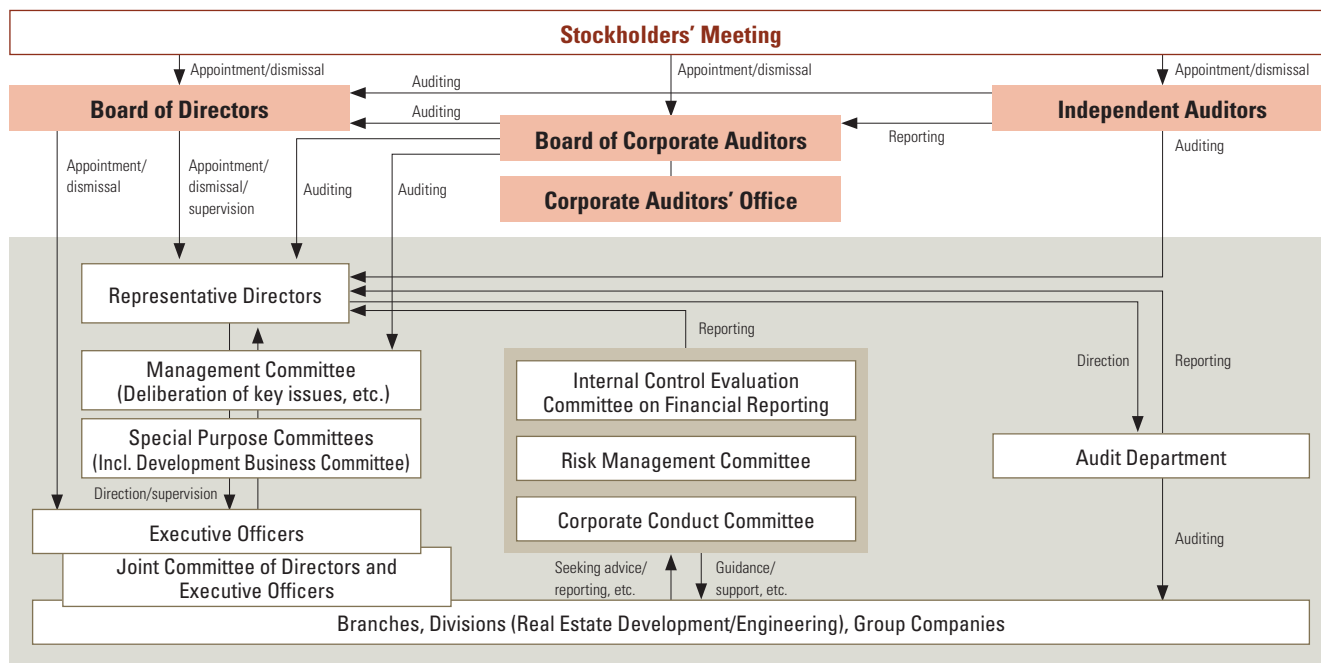 Stockholders' Meeting
Appointment/dismissal
Appointment/dismissal
Appointment/dismissal
Auditing
Board of Directors
Independent Auditors
Auditing
Board of Corporate Auditors
Reporting
Auditing
Appointment/
dismissal
Appointment/
dismissal/
supervision
Auditing
Auditing
Corporate Auditors' Office
Representative Directors
Reporting
Management Committee
(Deliberation of key issues, etc.)
Internal Control Evaluation
Committee on Financial Reporting
Direction
Reporting
Special Purpose Committees
(Incl. Development Business Committee)
Risk Management Committee
Audit Department
Direction/supervision
Executive Officers
Corporate Conduct Committee
Auditing
Joint Committee of Directors and
Executive Officers
Seeking advice/
reporting, etc.
Guidance/
support, etc.
Branches, Divisions (Real Estate Development/Engineering), Group Companies